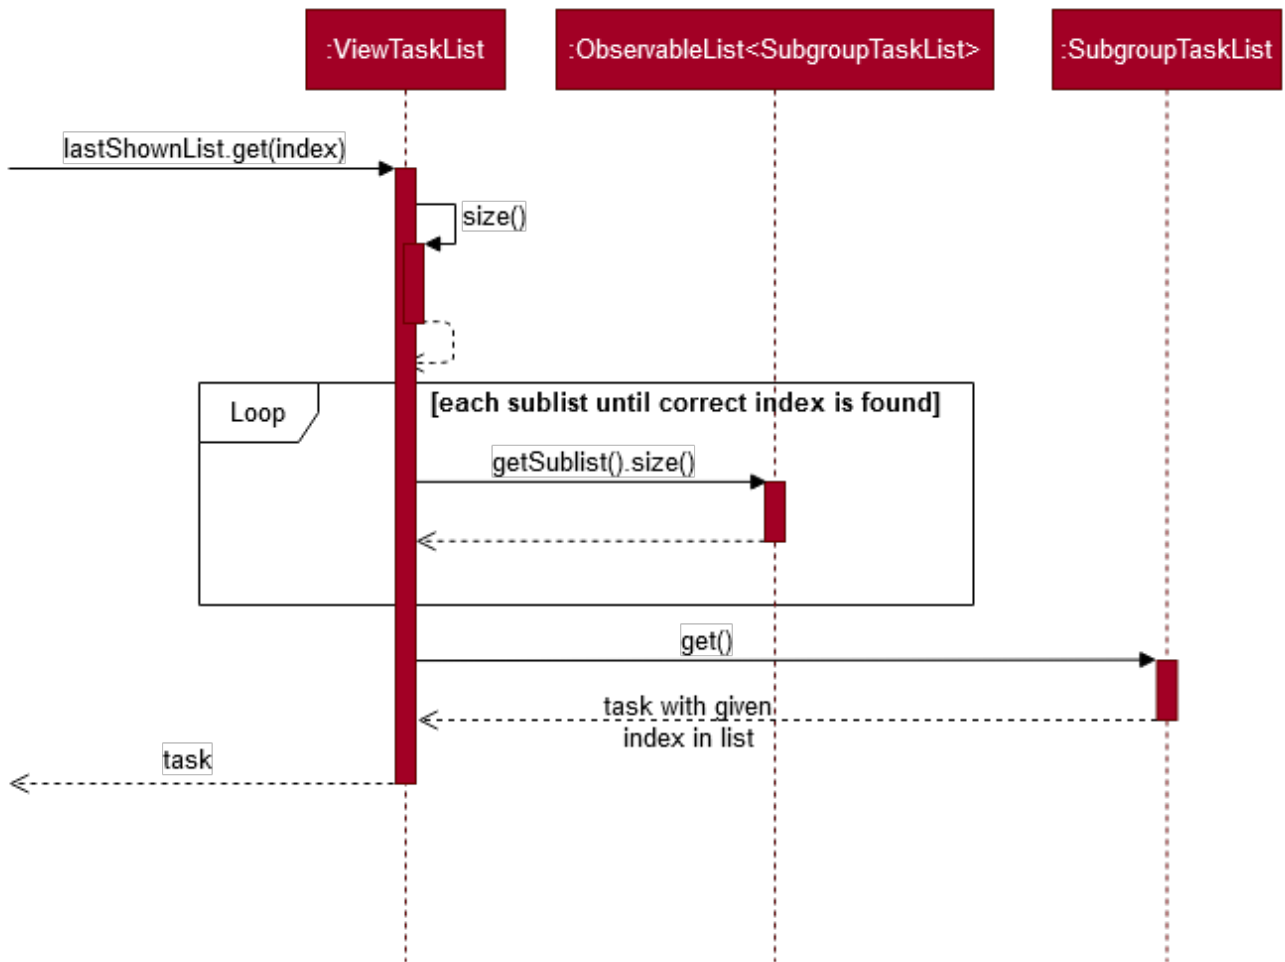 :ViewTaskList
:ObservableList<SubgroupTaskList>
:SubgroupTaskList
lastShownList.get(index)
size()
Loop
[each sublist until correct index is found]
getSublist().size()
get()
task with given
index in list
task